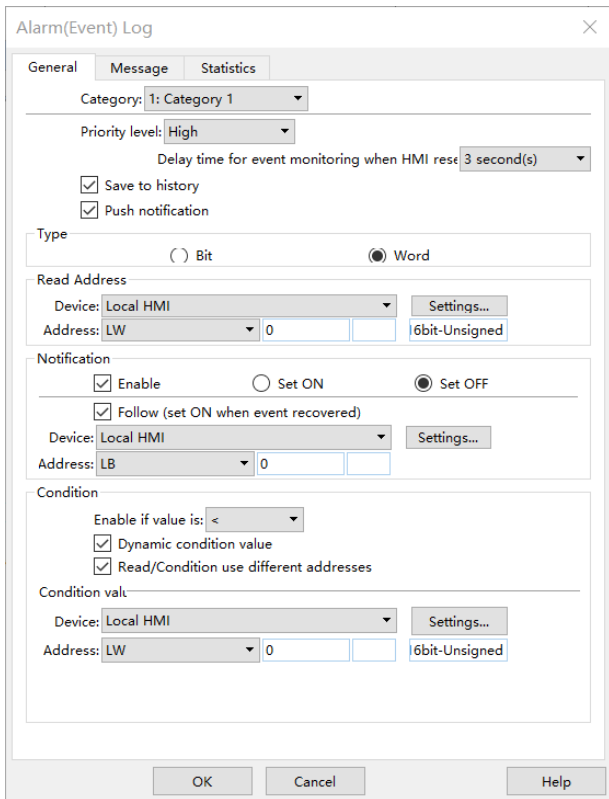 Alarm(Event) Log
General Message Statistics
Category: 1: Category 1
Priority level: High
Delay time for event monitoring when HMI rese 3 second(s)
Save to history
Push notification
Type
Bit Word
Read Address
Device: Local HMI Settings...
Address: LW 0 16bit-Unsigned
Notification
Enable Set ON Set OFF
Follow (set ON when event recovered)
Device: Local HMI Settings...
Address: LB 0
Condition
Enable if value is: <
Dynamic condition value
Read/Condition use different addresses
Condition valu
Device: Local HMI Settings...
Address: LW 0 16bit-Unsigned
OK Cancel Help